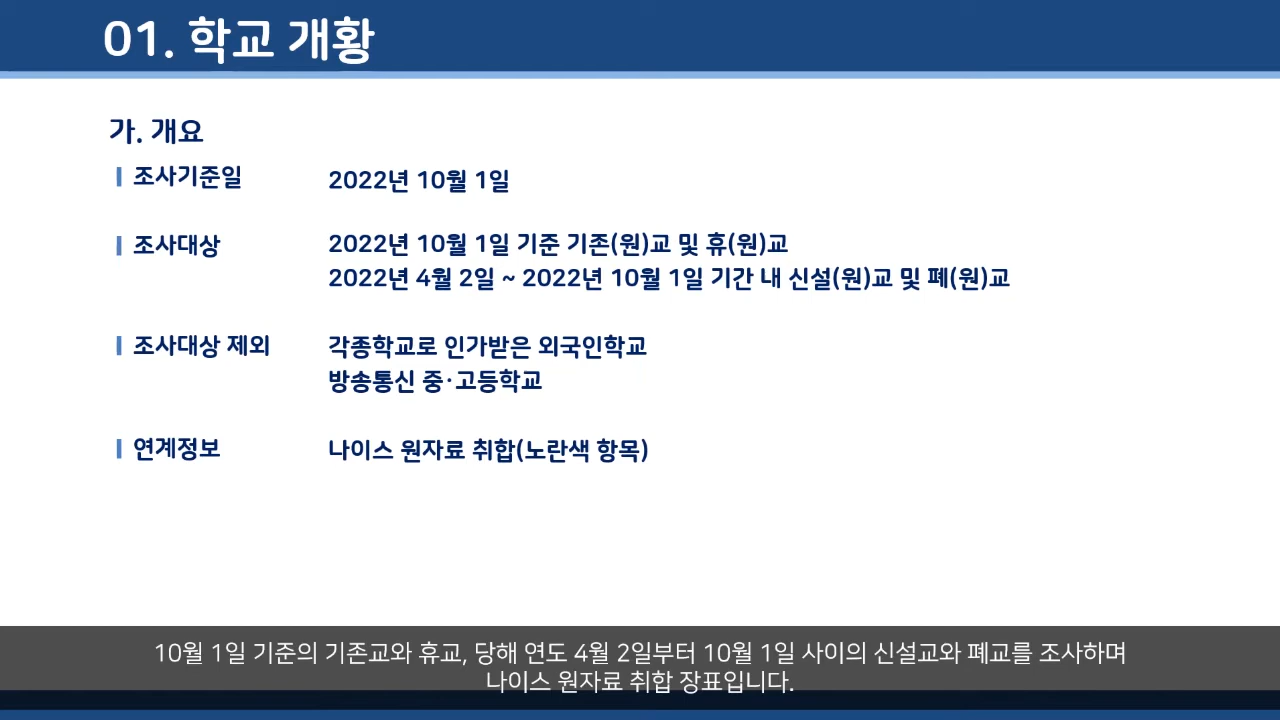 01. 학교 개황
가. 개요
조사기준일
2022년 10월 1일
조사대상
2022년 10월 1일 기준 기존(원)교 및 휴(원)교
2022년 4월 2일 ~ 2022년 10월 1일 기간 내 신설(원)교 및 폐(원)교
조사대상 제외
각종학교로 인가받은 외국인학교
방송통신 중·고등학교
연계정보
나이스 원자료 취합(노란색 항목)
10월 1일 기준의 기존교와 휴교, 당해 연도 4월 2일부터 10월 1일 사이의 신설교와 폐교를 조사하며
나이스 원자료 취합 장표입니다.